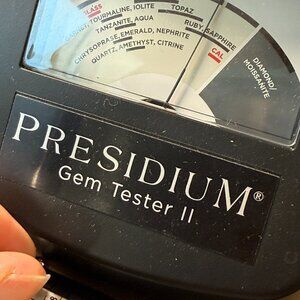 GLASS
TOURMALINE, IOLITE
TOPAZ
TANZANITE, AQUA
RUBY, SAPPHIRE
CHRYSOPRASE, EMERALD, NEPHRITE
CAL
QUARTZ, AMETHYST, CITRINE
DIAMOND/
MOISSANITE
PRESIDIUM®
Gem Tester II